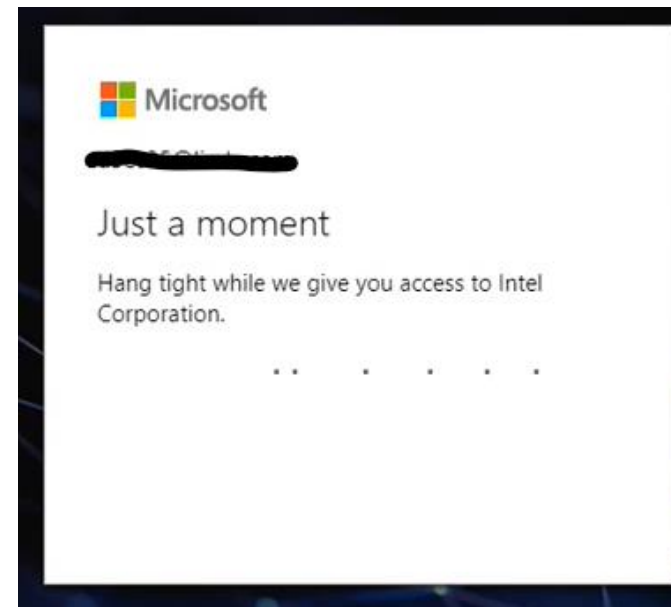 Microsoft
Just a moment
Hang tight while we give you access to Intel
Corporation.